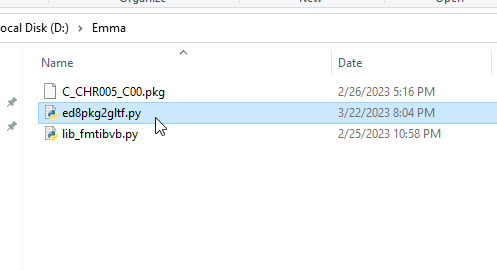 Organize New Open
ocal Disk (D:) > Emma
Name Date
C_CHR005_C00.pkg 2/26/2023 5:16 PM
ed8pkg2gltf.py 3/22/2023 8:04 PM
lib_fmtibvb.py 2/25/2023 10:58 PM